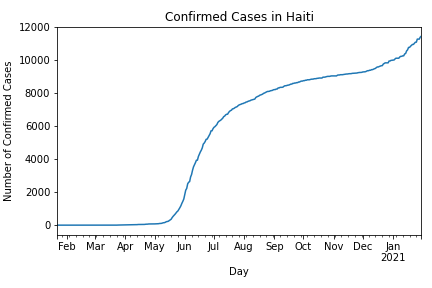 Confirmed Cases in Haiti
12000
10000
8000
6000
4000
2000
0
Number of Confirmed Cases
Feb Mar Apr May Jun Jul Aug Sep Oct Nov Dec Jan
2021
Day